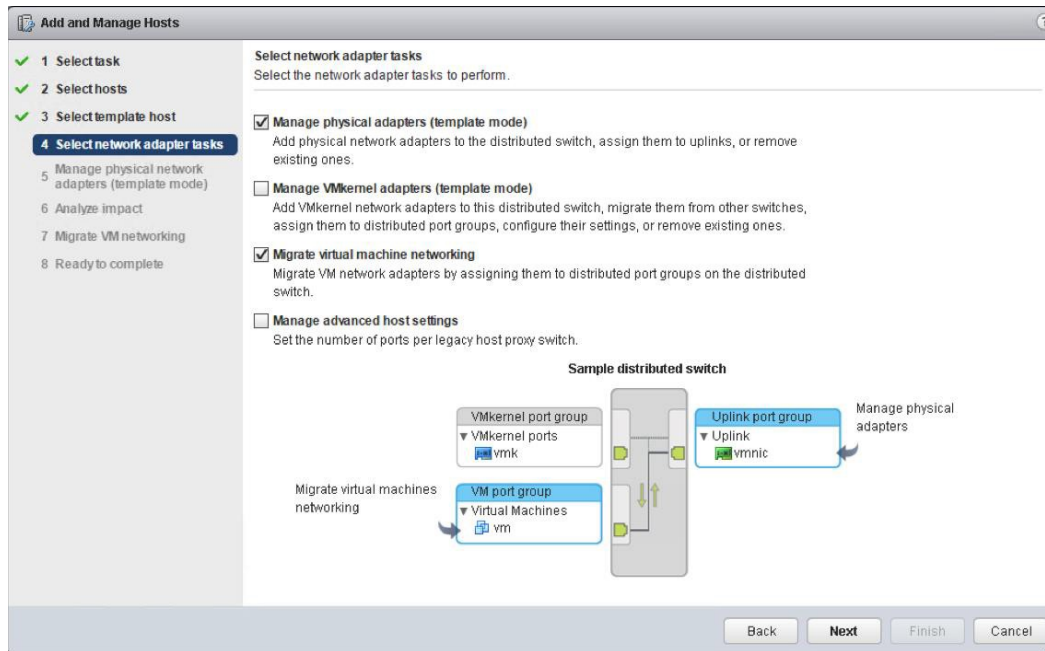 Add and Manage Hosts
1 Select task
2 Select hosts
3 Select template host
4 Select network adapter tasks
5 Manage physical network
adapters (template mode)
6 Analyze impact
7 Migrate VM networking
8 Ready to complete
Select network adapter tasks
Select the network adapter tasks to perform.
Manage physical adapters (template mode)
Add physical network adapters to the distributed switch, assign them to uplinks, or remove
existing ones.
Manage VMkernel adapters (template mode)
Add VMkernel network adapters to this distributed switch, migrate them from other switches,
assign them to distributed port groups, configure their settings, or remove existing ones.
Migrate virtual machine networking
Migrate VM network adapters by assigning them to distributed port groups on the distributed
switch.
Manage advanced host settings
Set the number of ports per legacy host proxy switch.
Sample distributed switch
VMkernel port group
VMkernel ports
vmk
Uplink port group
Uplink
vmnic
Manage physical
adapters
Migrate virtual machines
networking
VM port group
Virtual Machines
vm
Back Next Finish Cancel